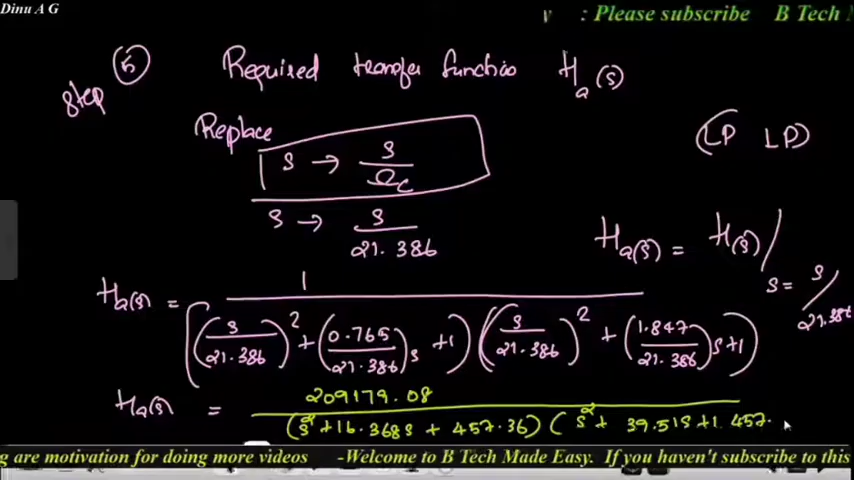 Dinu A G
: Please subscribe B Tech M
Step 5 Required transfer function Ha(s)
Replace
(LP LP)
s → s/Ωc
s → s/21.386
Ha(s) = H(s)/ s = s/21.386
Ha(s) = 1 / [((s/21.386)² + (0.765/21.386)s + 1)((s/21.386)² + (1.847/21.386)s + 1)]
Ha(s) = 209179.08 / (s² + 16.368s + 457.36)(s² + 39.51s + 1.457.
g are motivation for doing more videos -Welcome to B Tech Made Easy. If you haven't subscribe to this